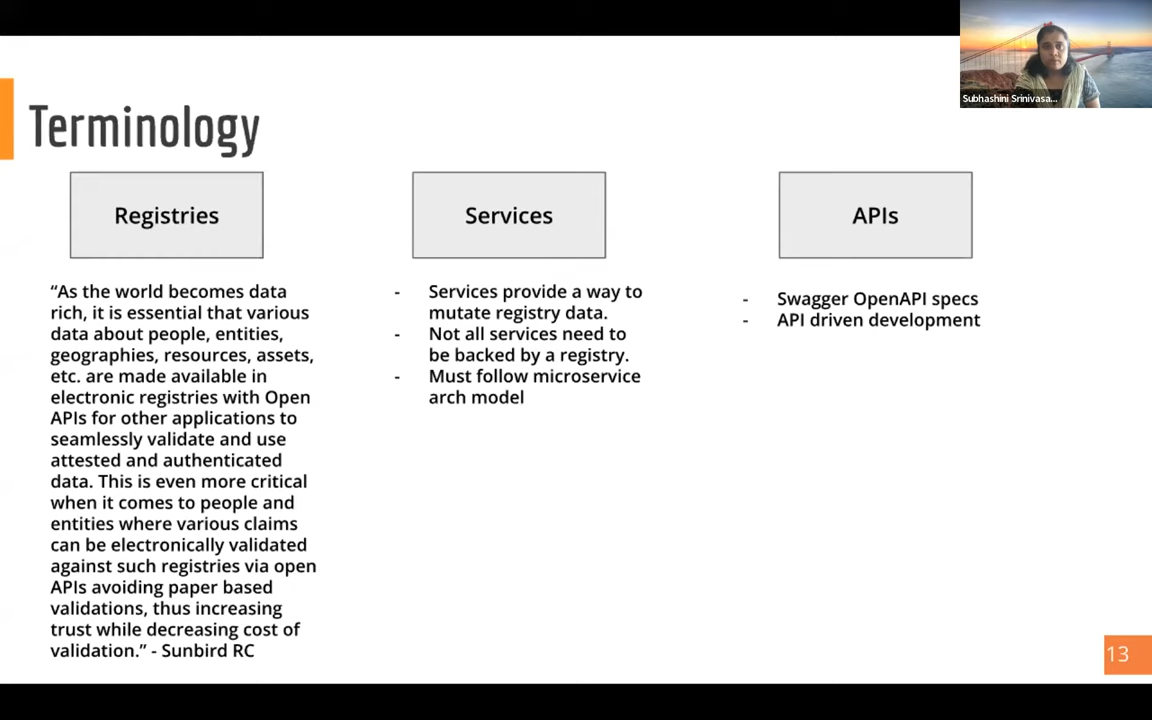 Subhashini Srinivasa...
Terminology
Registries
“As the world becomes data
rich, it is essential that various
data about people, entities,
geographies, resources, assets,
etc. are made available in
electronic registries with Open
APIs for other applications to
seamlessly validate and use
attested and authenticated
data. This is even more critical
when it comes to people and
entities where various claims
can be electronically validated
against such registries via open
APIs avoiding paper based
validations, thus increasing
trust while decreasing cost of
validation.” - Sunbird RC
Services
- Services provide a way to
mutate registry data.
- Not all services need to
be backed by a registry.
- Must follow microservice
arch model
APIs
- Swagger OpenAPI specs
- API driven development
13